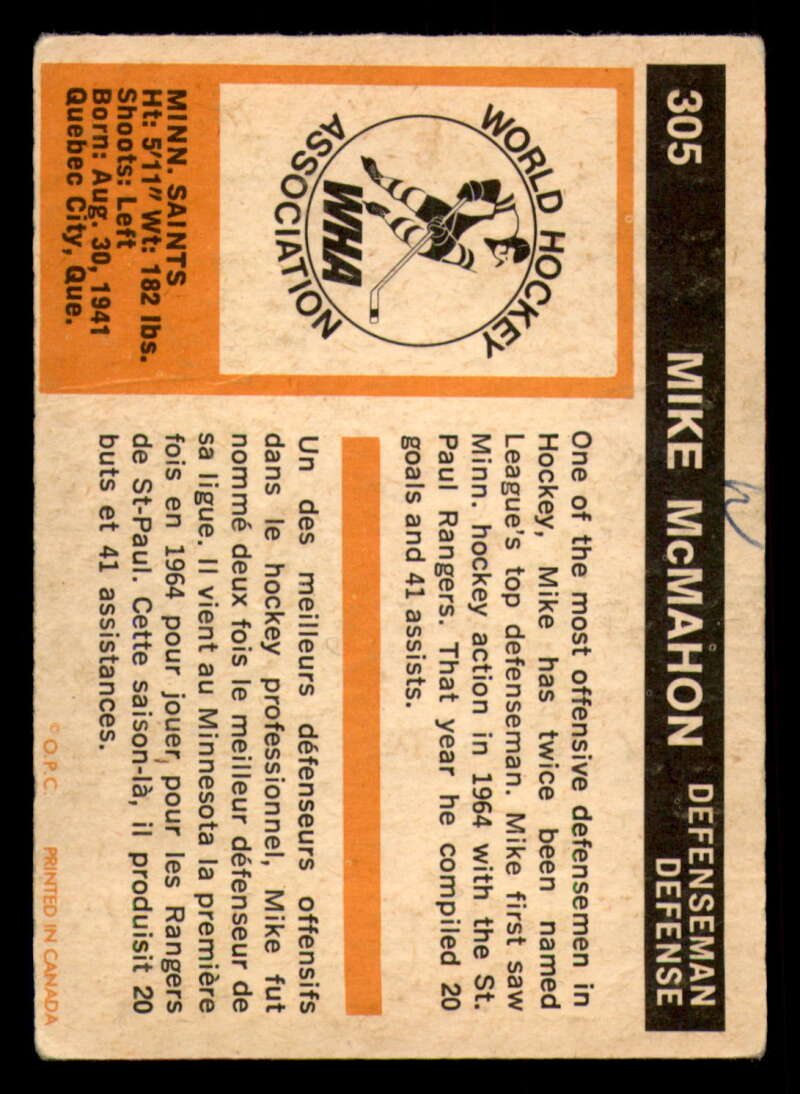 305 MIKE McMAHON DEFENSEMAN
DEFENSE
WORLD HOCKEY
ASSOCIATION
WHA
MINN. SAINTS
Ht: 5'11" Wt: 182 lbs.
Shoots: Left
Born: Aug. 30, 1941
Quebec City, Que.
One of the most offensive defensemen in
Hockey, Mike has twice been named
League's top defenseman. Mike first saw
Minn. hockey action in 1964 with the St.
Paul Rangers. That year he compiled 20
goals and 41 assists.
Un des meilleurs défenseurs offensifs
dans le hockey professionnel, Mike fut
nommé deux fois le meilleur défenseur de
sa ligue. Il vient au Minnesota la première
fois en 1964 pour jouer pour les Rangers
de St-Paul. Cette saison-là, il produisit 20
buts et 41 assistances.
© O.P.C. PRINTED IN CANADA